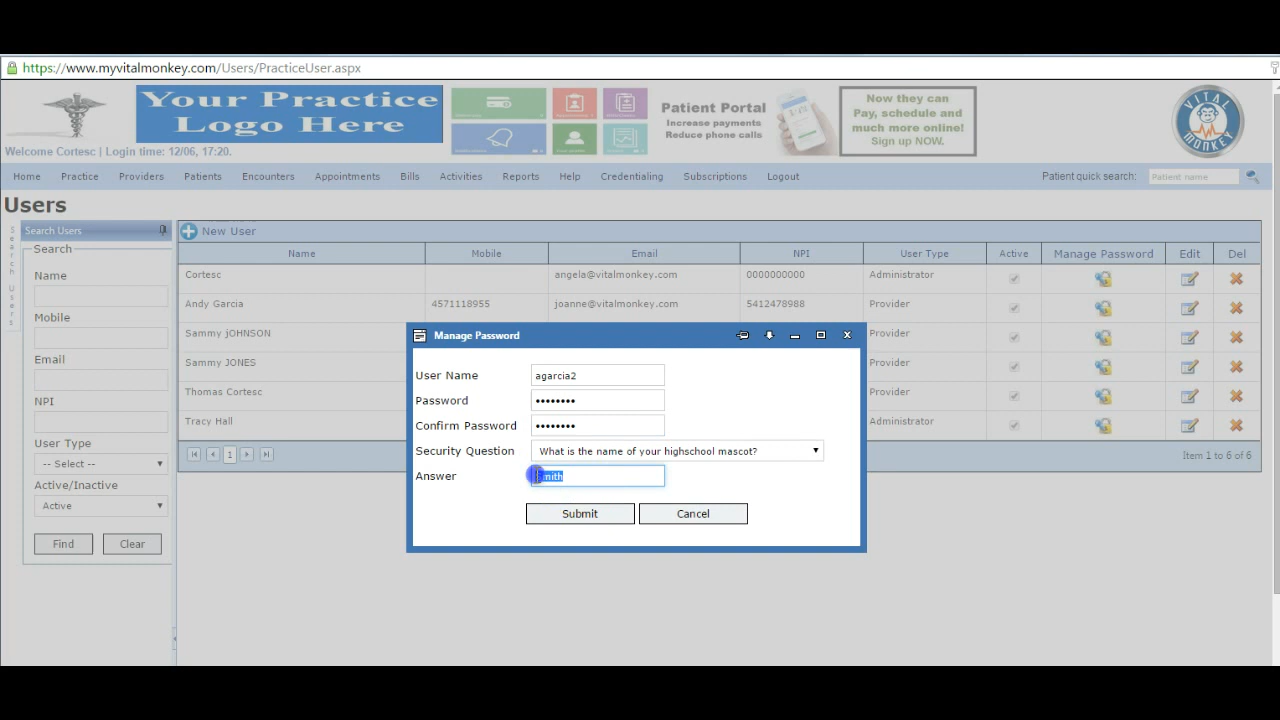 https://www.myvitalmonkey.com/Users/PracticeUser.aspx
Your Practice
Logo Here
Patient Portal
Increase payments
Reduce phone calls
Now they can
Pay, schedule and
much more online!
Sign up NOW.
VITAL
MONKEY
Welcome Cortesc | Login time: 12/06, 17:20.
Home Practice Providers Patients Encounters Appointments Bills Activities Reports Help Credentialing Subscriptions Logout Patient quick search: Patient name
Users
Search Users
Search Users
New User
Search
Name Mobile Email NPI User Type Active Manage Password Edit Del
Name
Mobile
Email
NPI
User Type
-- Select --
Active/Inactive
Active
Find Clear
Cortesc angela@vitalmonkey.com 0000000000 Administrator
Andy Garcia 4571118955 joanne@vitalmonkey.com 5412478988 Provider
Sammy jOHNSON Provider
Sammy JONES Provider
Thomas Cortesc Provider
Tracy Hall Administrator
1 Item 1 to 6 of 6
Manage Password
User Name agarcia2
Password ••••••••
Confirm Password ••••••••
Security Question What is the name of your highschool mascot?
Answer
Submit Cancel